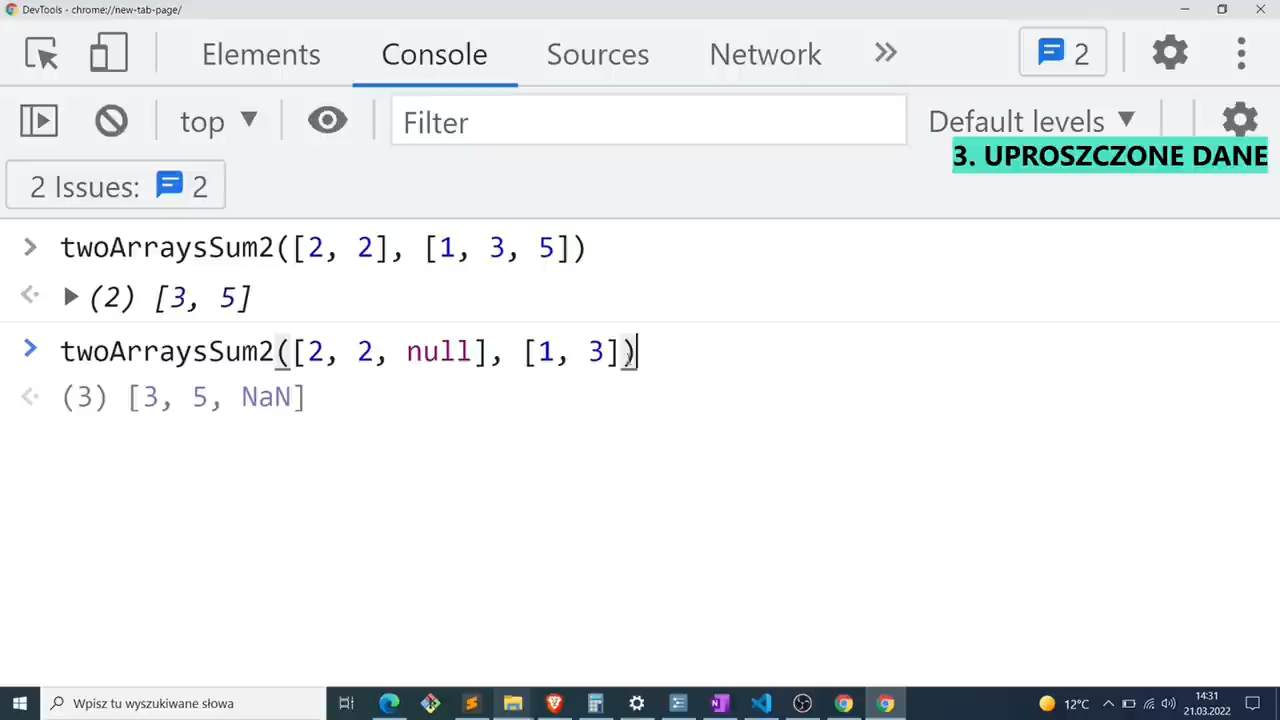 DevTools - chrome://new-tab-page/
Elements Console Sources Network » 2
top ▼ Filter Default levels ▼
3. UPROSZCZONE DANE
2 Issues: 2
> twoArraysSum2([2, 2], [1, 3, 5])
(2) [3, 5]
> twoArraysSum2([2, 2, null], [1, 3])
(3) [3, 5, NaN]
Wpisz tu wyszukiwane słowa
12°C
14:31
21.03.2022